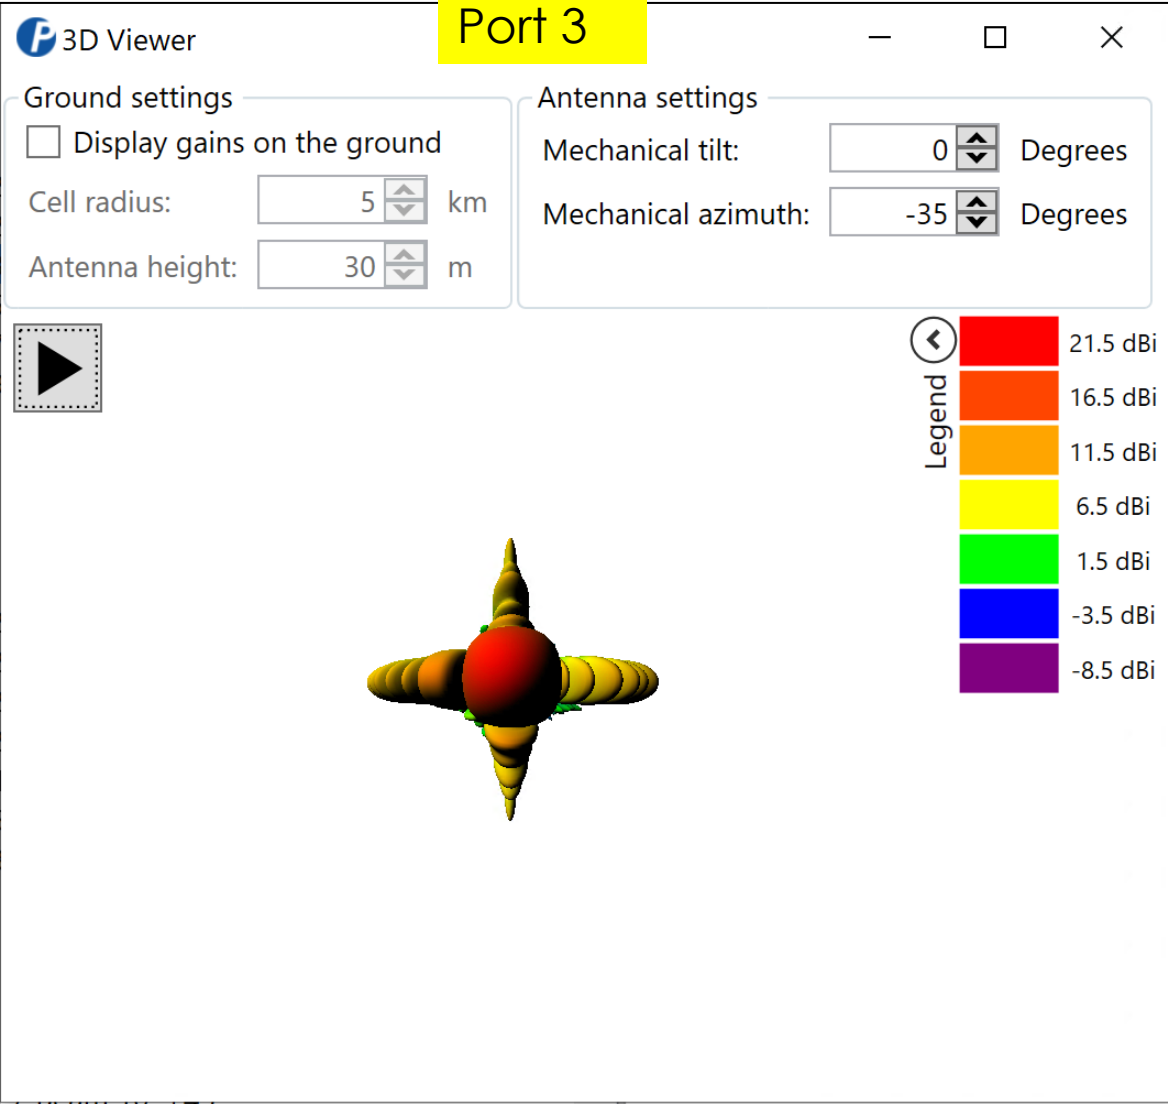 Port 3
3D Viewer
Ground settings
Display gains on the ground
Cell radius: 5 km
Antenna height: 30 m
Antenna settings
Mechanical tilt: 0 Degrees
Mechanical azimuth: -35 Degrees
Legend
21.5 dBi
16.5 dBi
11.5 dBi
6.5 dBi
1.5 dBi
-3.5 dBi
-8.5 dBi